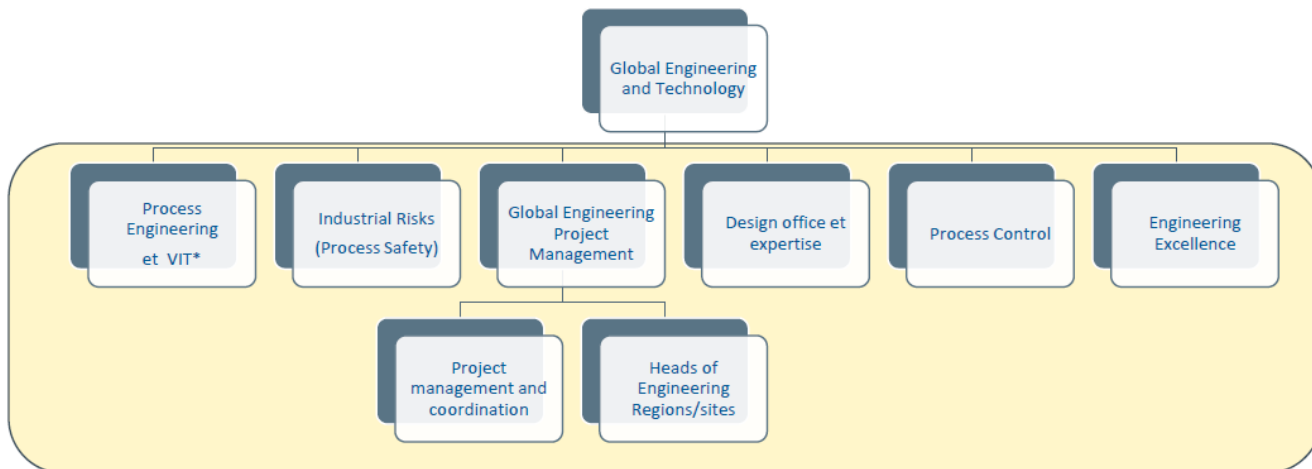 Global Engineering
and Technology
Process
Engineering
et VIT*
Industrial Risks
(Process Safety)
Global Engineering
Project
Management
Design office et
expertise
Process Control
Engineering
Excellence
Project
management and
coordination
Heads of
Engineering
Regions/sites